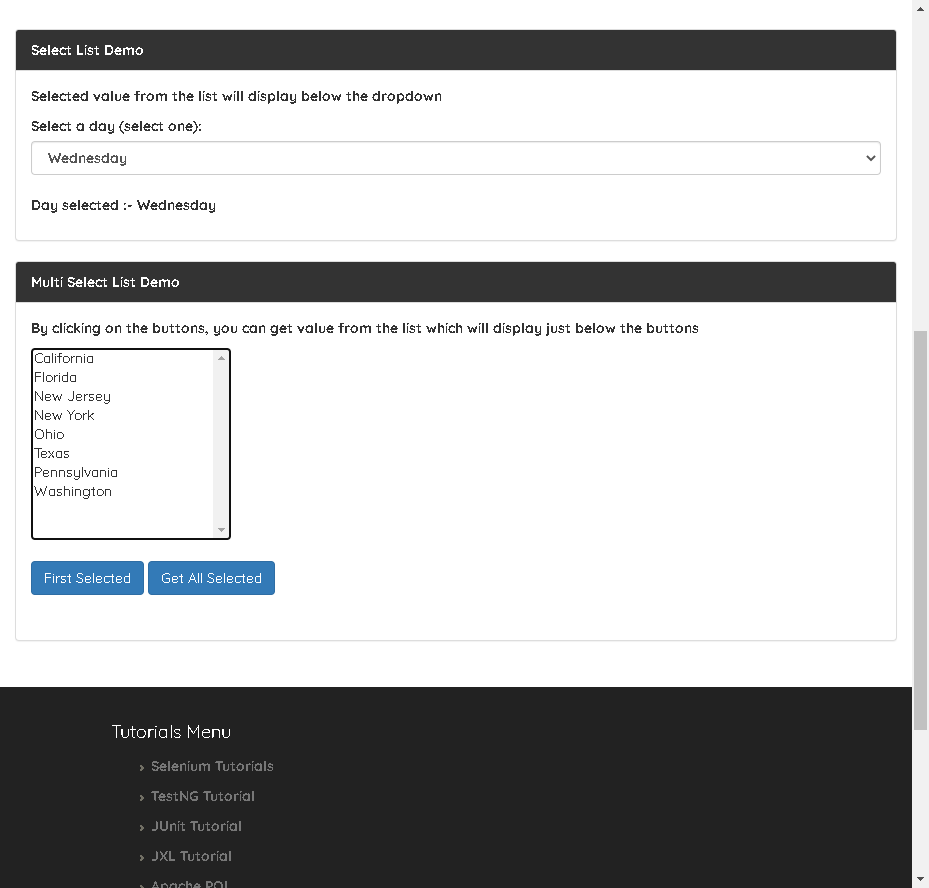 Select List Demo
Selected value from the list will display below the dropdown
Select a day (select one):
Wednesday
Day selected :- Wednesday
Multi Select List Demo
By clicking on the buttons, you can get value from the list which will display just below the buttons
California
Florida
New Jersey
New York
Ohio
Texas
Pennsylvania
Washington
First Selected Get All Selected
Tutorials Menu
Selenium Tutorials
TestNG Tutorial
JUnit Tutorial
JXL Tutorial
Apache POI